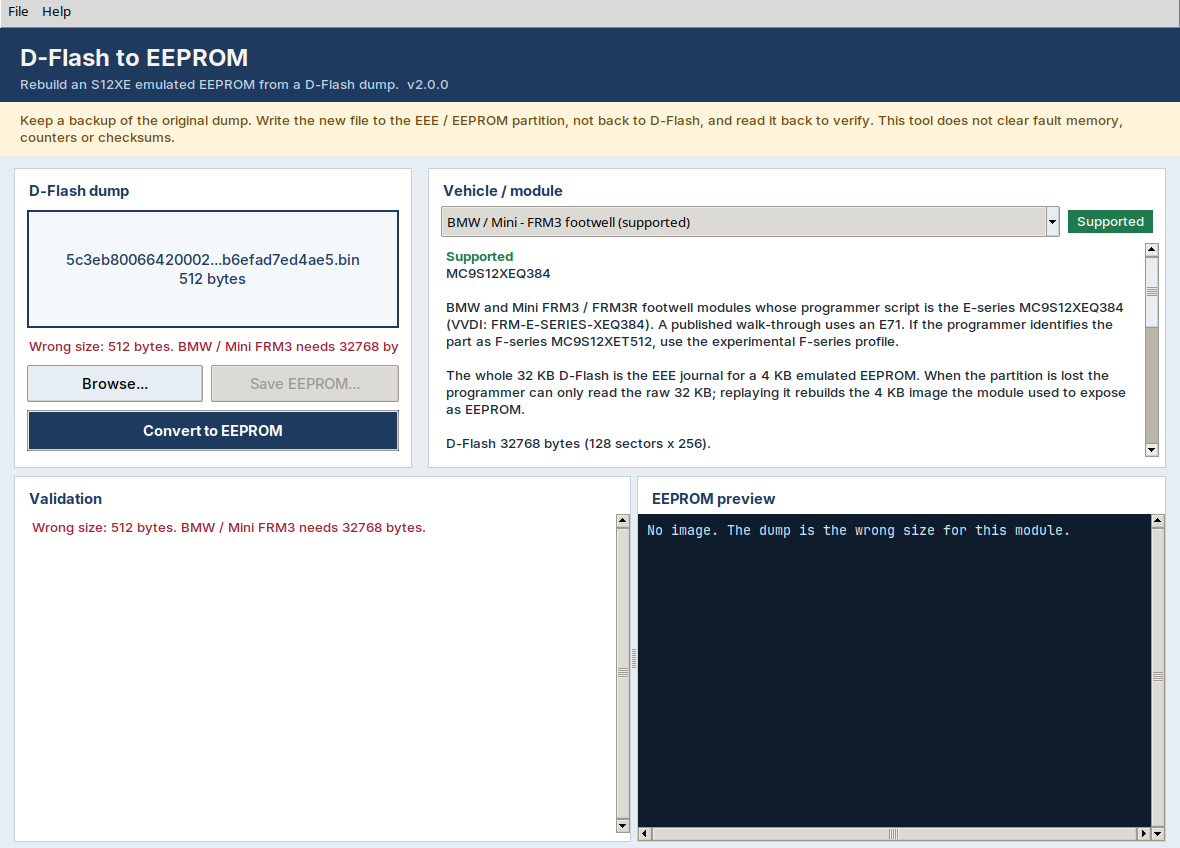 File Help
D-Flash to EEPROM
Rebuild an S12XE emulated EEPROM from a D-Flash dump. v2.0.0
Keep a backup of the original dump. Write the new file to the EEE / EEPROM partition, not back to D-Flash, and read it back to verify. This tool does not clear fault memory,
counters or checksums.
D-Flash dump
5c3eb80066420002...b6efad7ed4ae5.bin
512 bytes
Wrong size: 512 bytes. BMW / Mini FRM3 needs 32768 by
Browse...
Save EEPROM...
Convert to EEPROM
Vehicle / module
BMW / Mini - FRM3 footwell (supported)
Supported
Supported
MC9S12XEQ384
BMW and Mini FRM3 / FRM3R footwell modules whose programmer script is the E-series MC9S12XEQ384
(VVDI: FRM-E-SERIES-XEQ384). A published walk-through uses an E71. If the programmer identifies the
part as F-series MC9S12XET512, use the experimental F-series profile.
The whole 32 KB D-Flash is the EEE journal for a 4 KB emulated EEPROM. When the partition is lost the
programmer can only read the raw 32 KB; replaying it rebuilds the 4 KB image the module used to expose
as EEPROM.
D-Flash 32768 bytes (128 sectors x 256).
Validation
Wrong size: 512 bytes. BMW / Mini FRM3 needs 32768 bytes.
EEPROM preview
No image. The dump is the wrong size for this module.